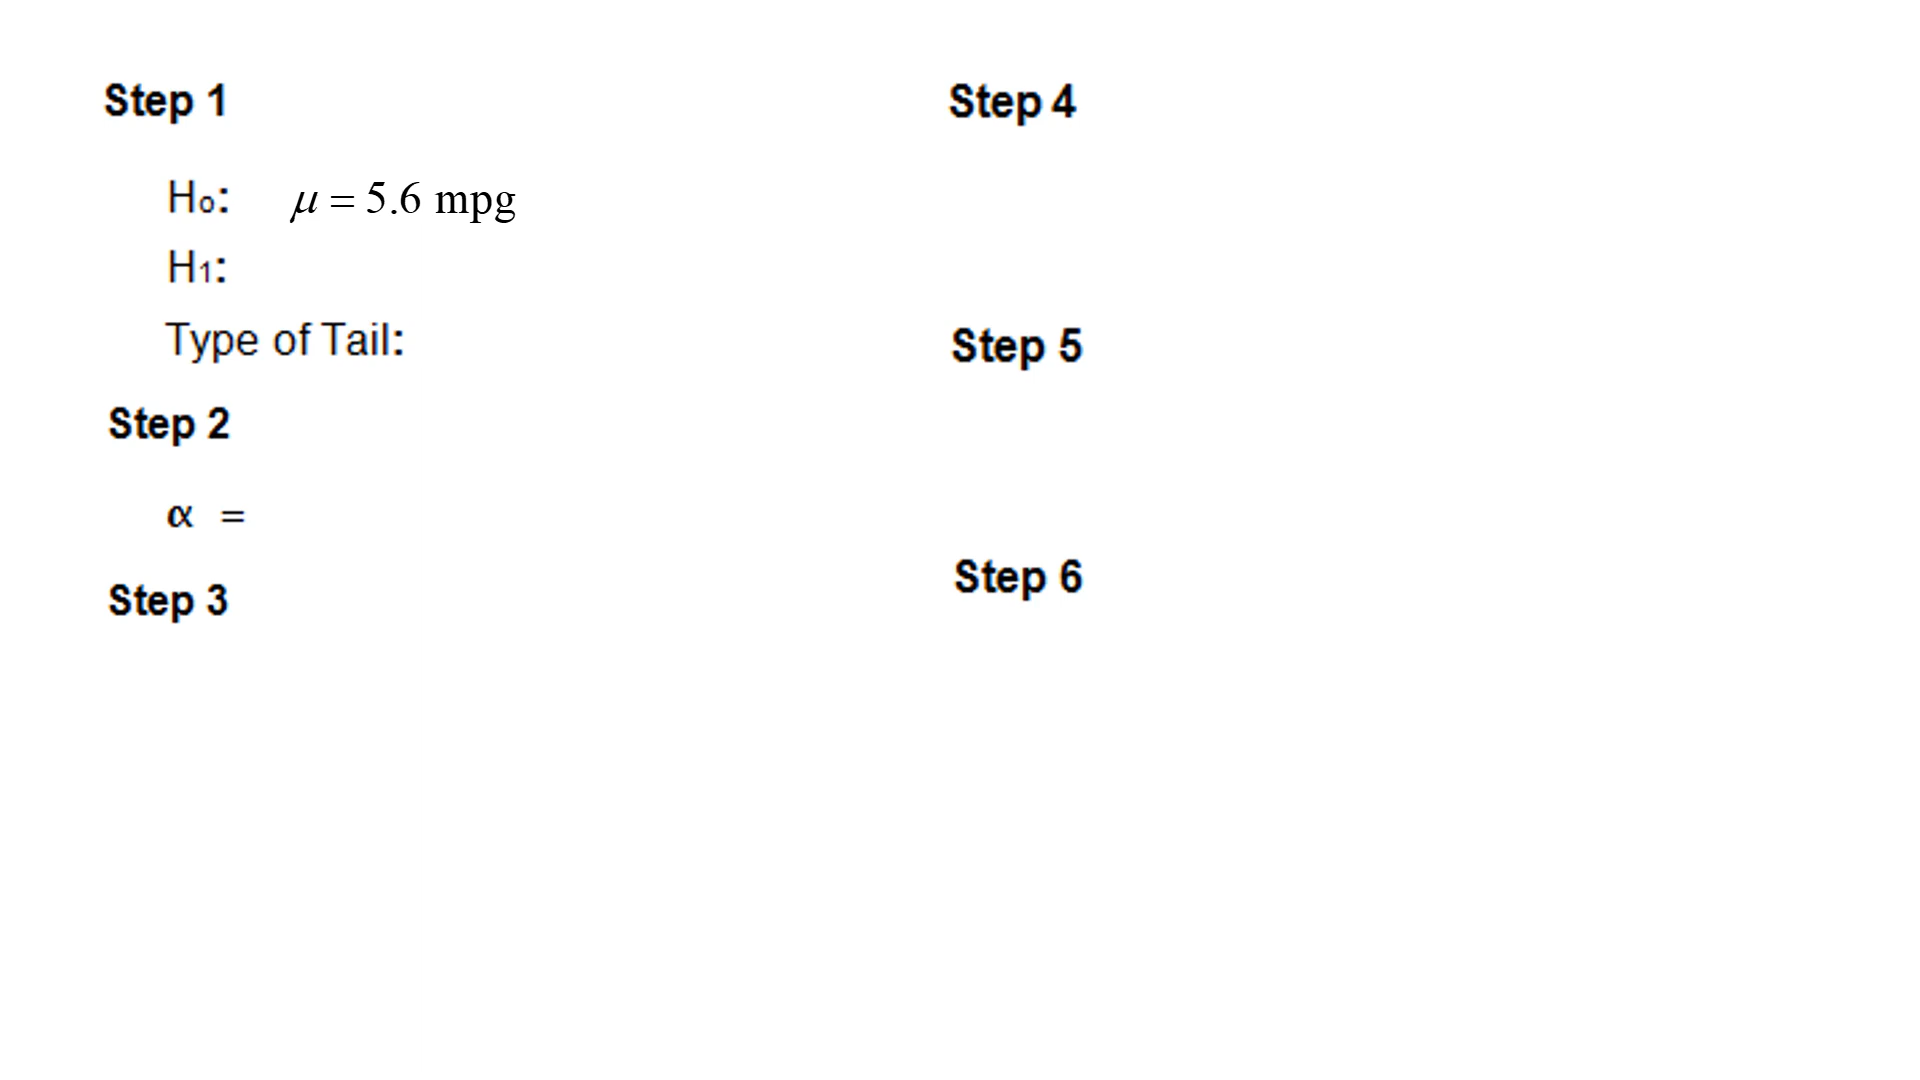 Step 1
H₀: μ = 5.6 mpg
H₁:
Type of Tail:
Step 2
α =
Step 3
Step 4
Step 5
Step 6